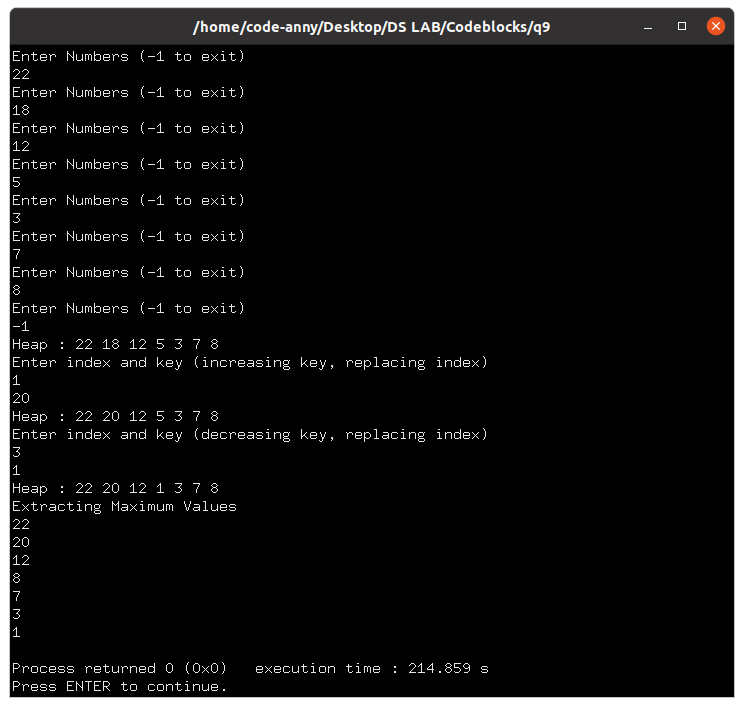 /home/code-anny/Desktop/DS LAB/Codeblocks/q9
Enter Numbers (-1 to exit)
22
Enter Numbers (-1 to exit)
18
Enter Numbers (-1 to exit)
12
Enter Numbers (-1 to exit)
5
Enter Numbers (-1 to exit)
3
Enter Numbers (-1 to exit)
7
Enter Numbers (-1 to exit)
8
Enter Numbers (-1 to exit)
-1
Heap : 22 18 12 5 3 7 8
Enter index and key (increasing key, replacing index)
1
20
Heap : 22 20 12 5 3 7 8
Enter index and key (decreasing key, replacing index)
3
1
Heap : 22 20 12 1 3 7 8
Extracting Maximum Values
22
20
12
8
7
3
1
Process returned 0 (0x0)   execution time : 214.859 s
Press ENTER to continue.